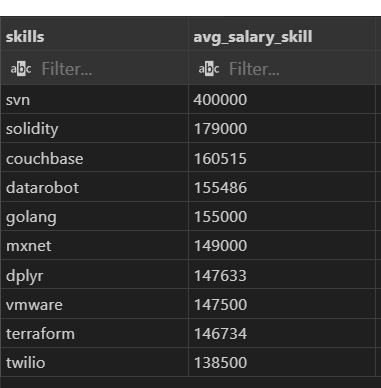 skills avg_salary_skill
abc Filter... abc Filter...
svn 400000
solidity 179000
couchbase 160515
datarobot 155486
golang 155000
mxnet 149000
dplyr 147633
vmware 147500
terraform 146734
twilio 138500